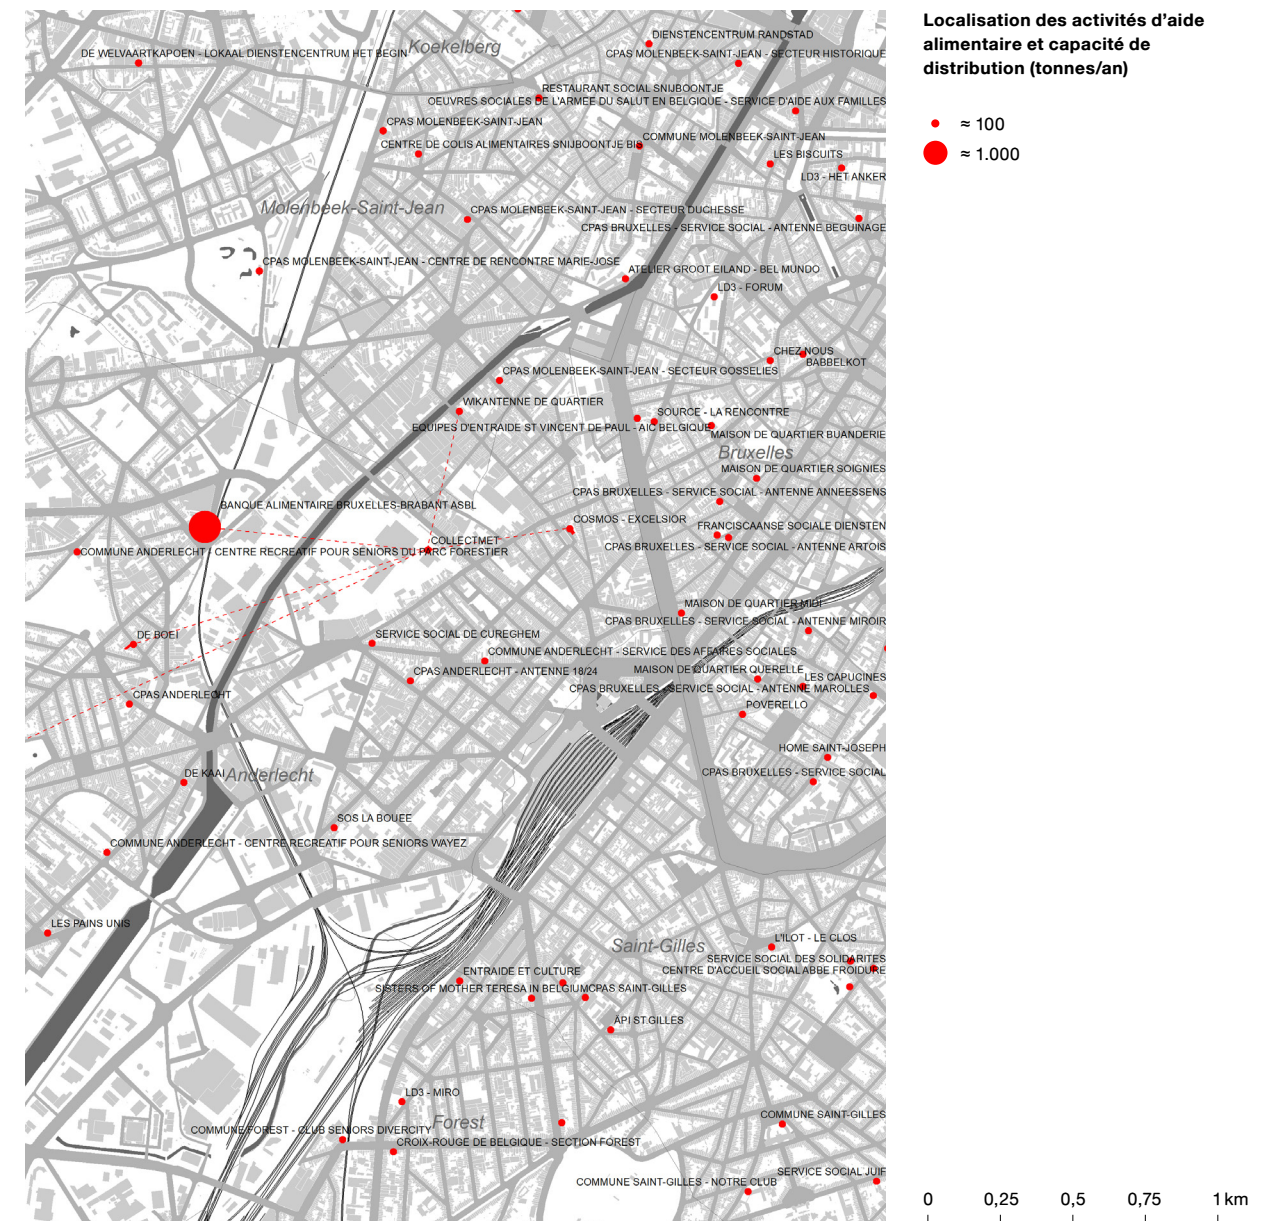 Localisation des activités d’aide
alimentaire et capacité de
distribution (tonnes/an)
≈ 100
≈ 1.000
DIENSTENCENTRUM RANDSTAD
Koekelberg
DE WELVAARTKAPOEN - LOKAAL DIENSTENCENTRUM HET BEGIN
CPAS MOLENBEEK-SAINT-JEAN - SECTEUR HISTORIQUE
RESTAURANT SOCIAL SNIJBOONTJE
OEUVRES SOCIALES DE L'ARMEE DU SALUT EN BELGIQUE - SERVICE D'AIDE AUX FAMILLES
CPAS MOLENBEEK-SAINT-JEAN
COMMUNE MOLENBEEK-SAINT-JEAN
CENTRE DE COLIS ALIMENTAIRES SNIJBOONTJE BIS
LES BISCUITS
LD3 - HET ANKER
Molenbeek-Saint-Jean
CPAS MOLENBEEK-SAINT-JEAN - SECTEUR DUCHESSE
CPAS BRUXELLES - SERVICE SOCIAL - ANTENNE BEGUINAGE
CPAS MOLENBEEK-SAINT-JEAN - CENTRE DE RENCONTRE MARIE-JOSE
ATELIER GROOT EILAND - BEL MUNDO
LD3 - FORUM
CHEZ NOUS
BABBELKOT
CPAS MOLENBEEK-SAINT-JEAN - SECTEUR GOSSELIES
WIKANTENNE DE QUARTIER
SOURCE - LA RENCONTRE
EQUIPES D'ENTRAIDE ST VINCENT DE PAUL - AIC BELGIQUE
MAISON DE QUARTIER BUANDERIE
Bruxelles
MAISON DE QUARTIER SOIGNIES
CPAS BRUXELLES - SERVICE SOCIAL - ANTENNE ANNEESSENS
BANQUE ALIMENTAIRE BRUXELLES-BRABANT ASBL
COSMOS - EXCELSIOR
FRANCISCAANSE SOCIALE DIENSTEN
COLLECTMET
CPAS BRUXELLES - SERVICE SOCIAL - ANTENNE ARTOIS
COMMUNE ANDERLECHT - CENTRE RECREATIF POUR SENIORS DU PARC FORESTIER
MAISON DE QUARTIER MIDI
CPAS BRUXELLES - SERVICE SOCIAL - ANTENNE MIROIR
DE BOEI
SERVICE SOCIAL DE CUREGHEM
COMMUNE ANDERLECHT - SERVICE DES AFFAIRES SOCIALES
CPAS ANDERLECHT - ANTENNE 18/24
MAISON DE QUARTIER QUERELLE
LES CAPUCINES
CPAS BRUXELLES - SERVICE SOCIAL - ANTENNE MAROLLES
CPAS ANDERLECHT
POVERELLO
HOME SAINT-JOSEPH
DE KAAI
Anderlecht
CPAS BRUXELLES - SERVICE SOCIAL
SOS LA BOUEE
COMMUNE ANDERLECHT - CENTRE RECREATIF POUR SENIORS WAYEZ
LES PAINS UNIS
L'ILOT - LE CLOS
Saint-Gilles
SERVICE SOCIAL DES SOLIDARITES
CENTRE D'ACCUEIL SOCIAL ABBE FROIDURE
ENTRAIDE ET CULTURE
SISTERS OF MOTHER TERESA IN BELGIUM
CPAS SAINT-GILLES
API ST.GILLES
LD3 - MIRO
Forest
COMMUNE SAINT-GILLES
COMMUNE FOREST - CLUB SENIORS DIVERCITY
CROIX-ROUGE DE BELGIQUE - SECTION FOREST
SERVICE SOCIAL JUIF
COMMUNE SAINT-GILLES - NOTRE CLUB
0 0,25 0,5 0,75 1 km